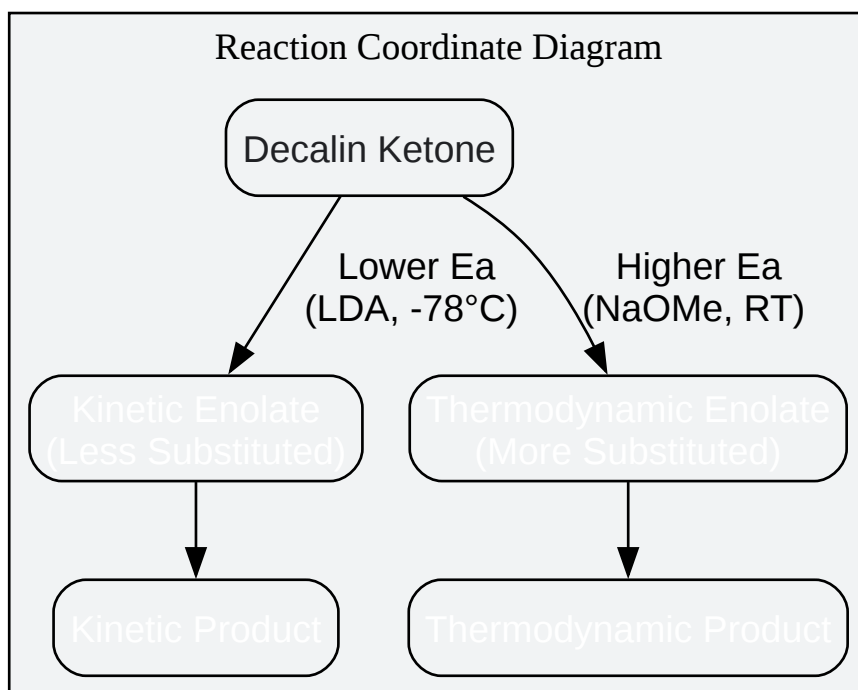 Reaction Coordinate Diagram
Decalin Ketone
Lower Ea
(LDA, -78°C)
Higher Ea
(NaOMe, RT)
Kinetic Enolate
(Less Substituted)
Thermodynamic Enolate
(More Substituted)
Kinetic Product
Thermodynamic Product